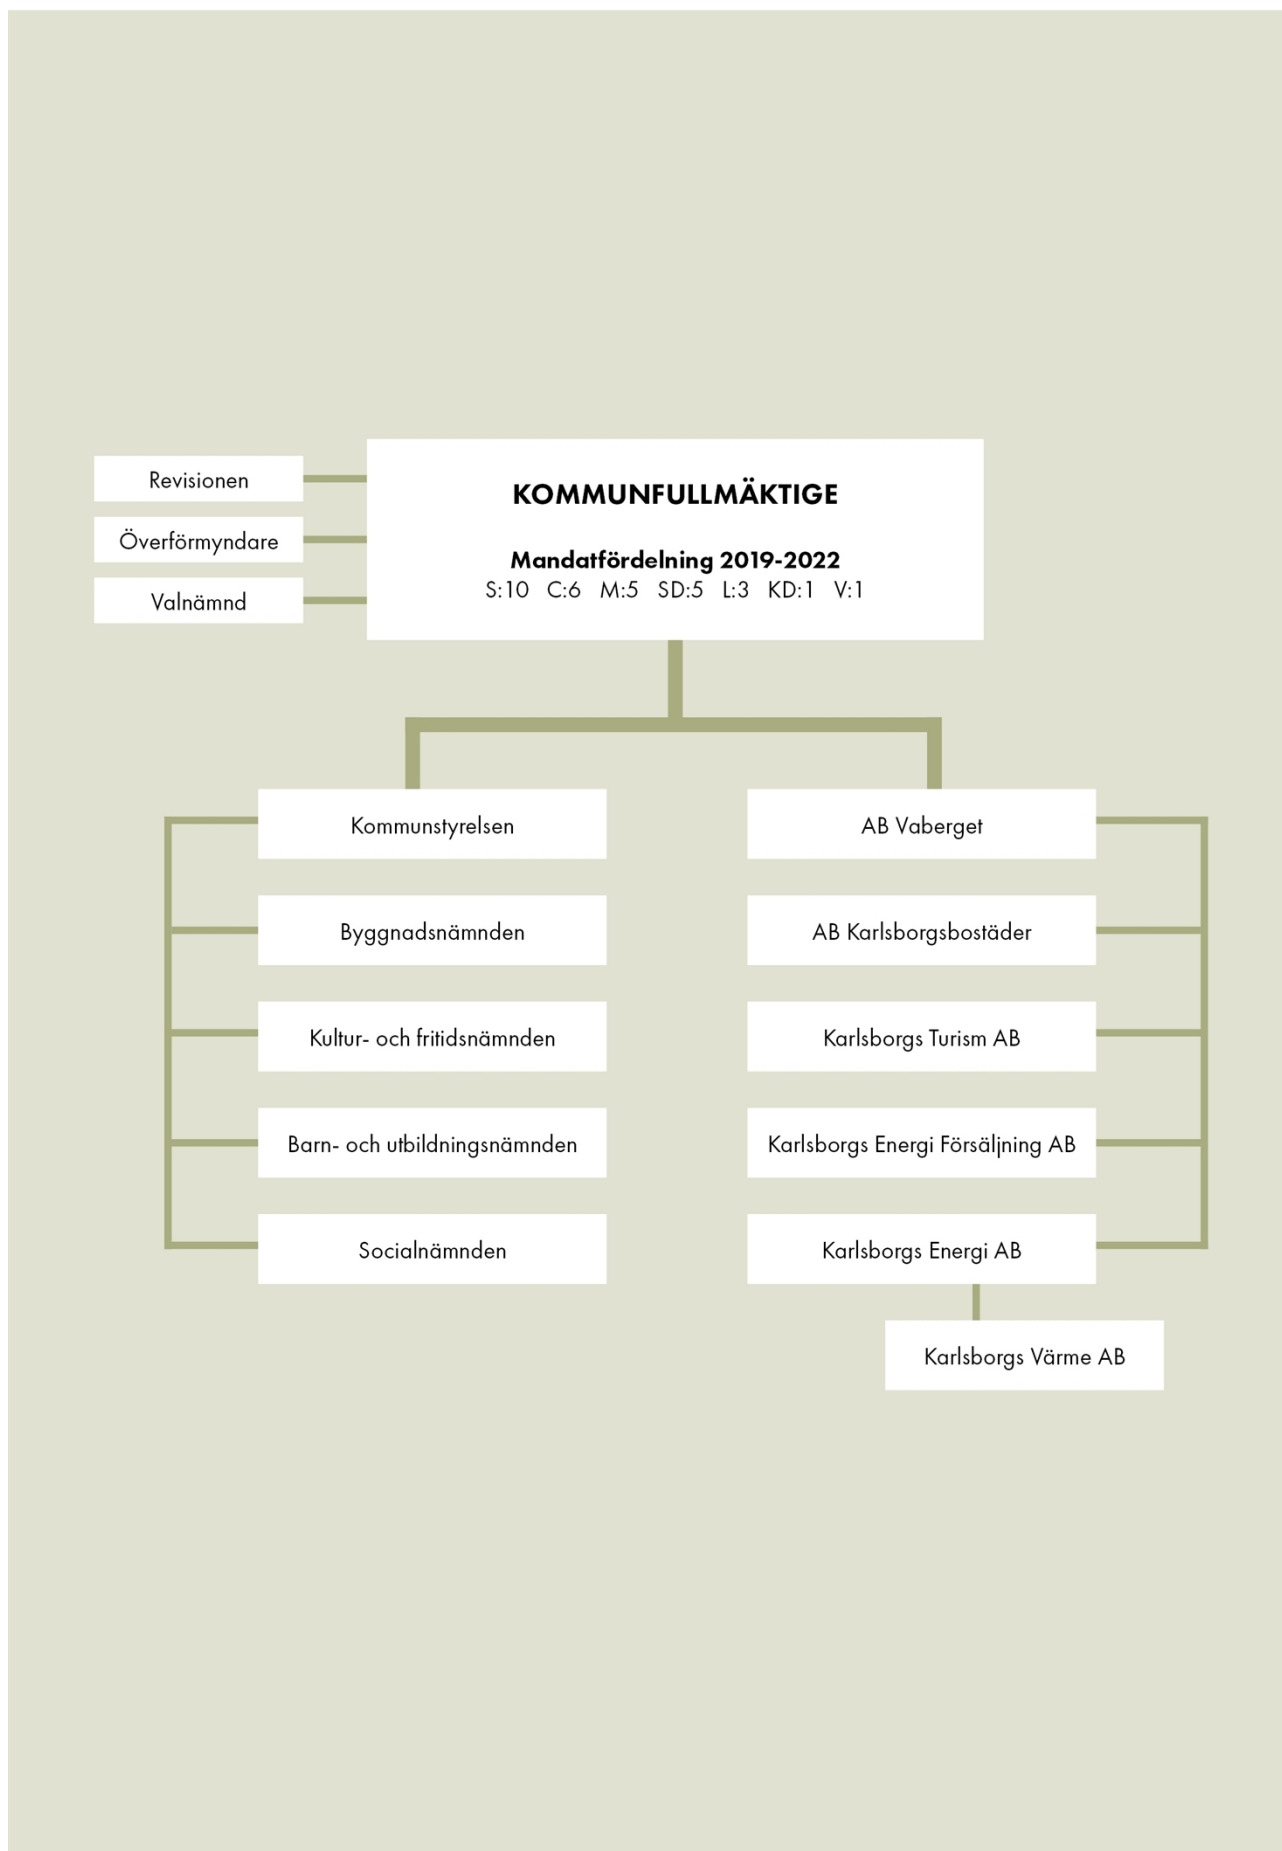 Revisionen
Överförmyndare
Valnämnd
KOMMUNFULLMÄKTIGE
Mandatfördelning 2019-2022
S:10 C:6 M:5 SD:5 L:3 KD:1 V:1
Kommunstyrelsen
Byggnadsnämnden
Kultur- och fritidsnämnden
Barn- och utbildningsnämnden
Socialnämnden
AB Vaberget
AB Karlsborgsbostäder
Karlsborgs Turism AB
Karlsborgs Energi Försäljning AB
Karlsborgs Energi AB
Karlsborgs Värme AB